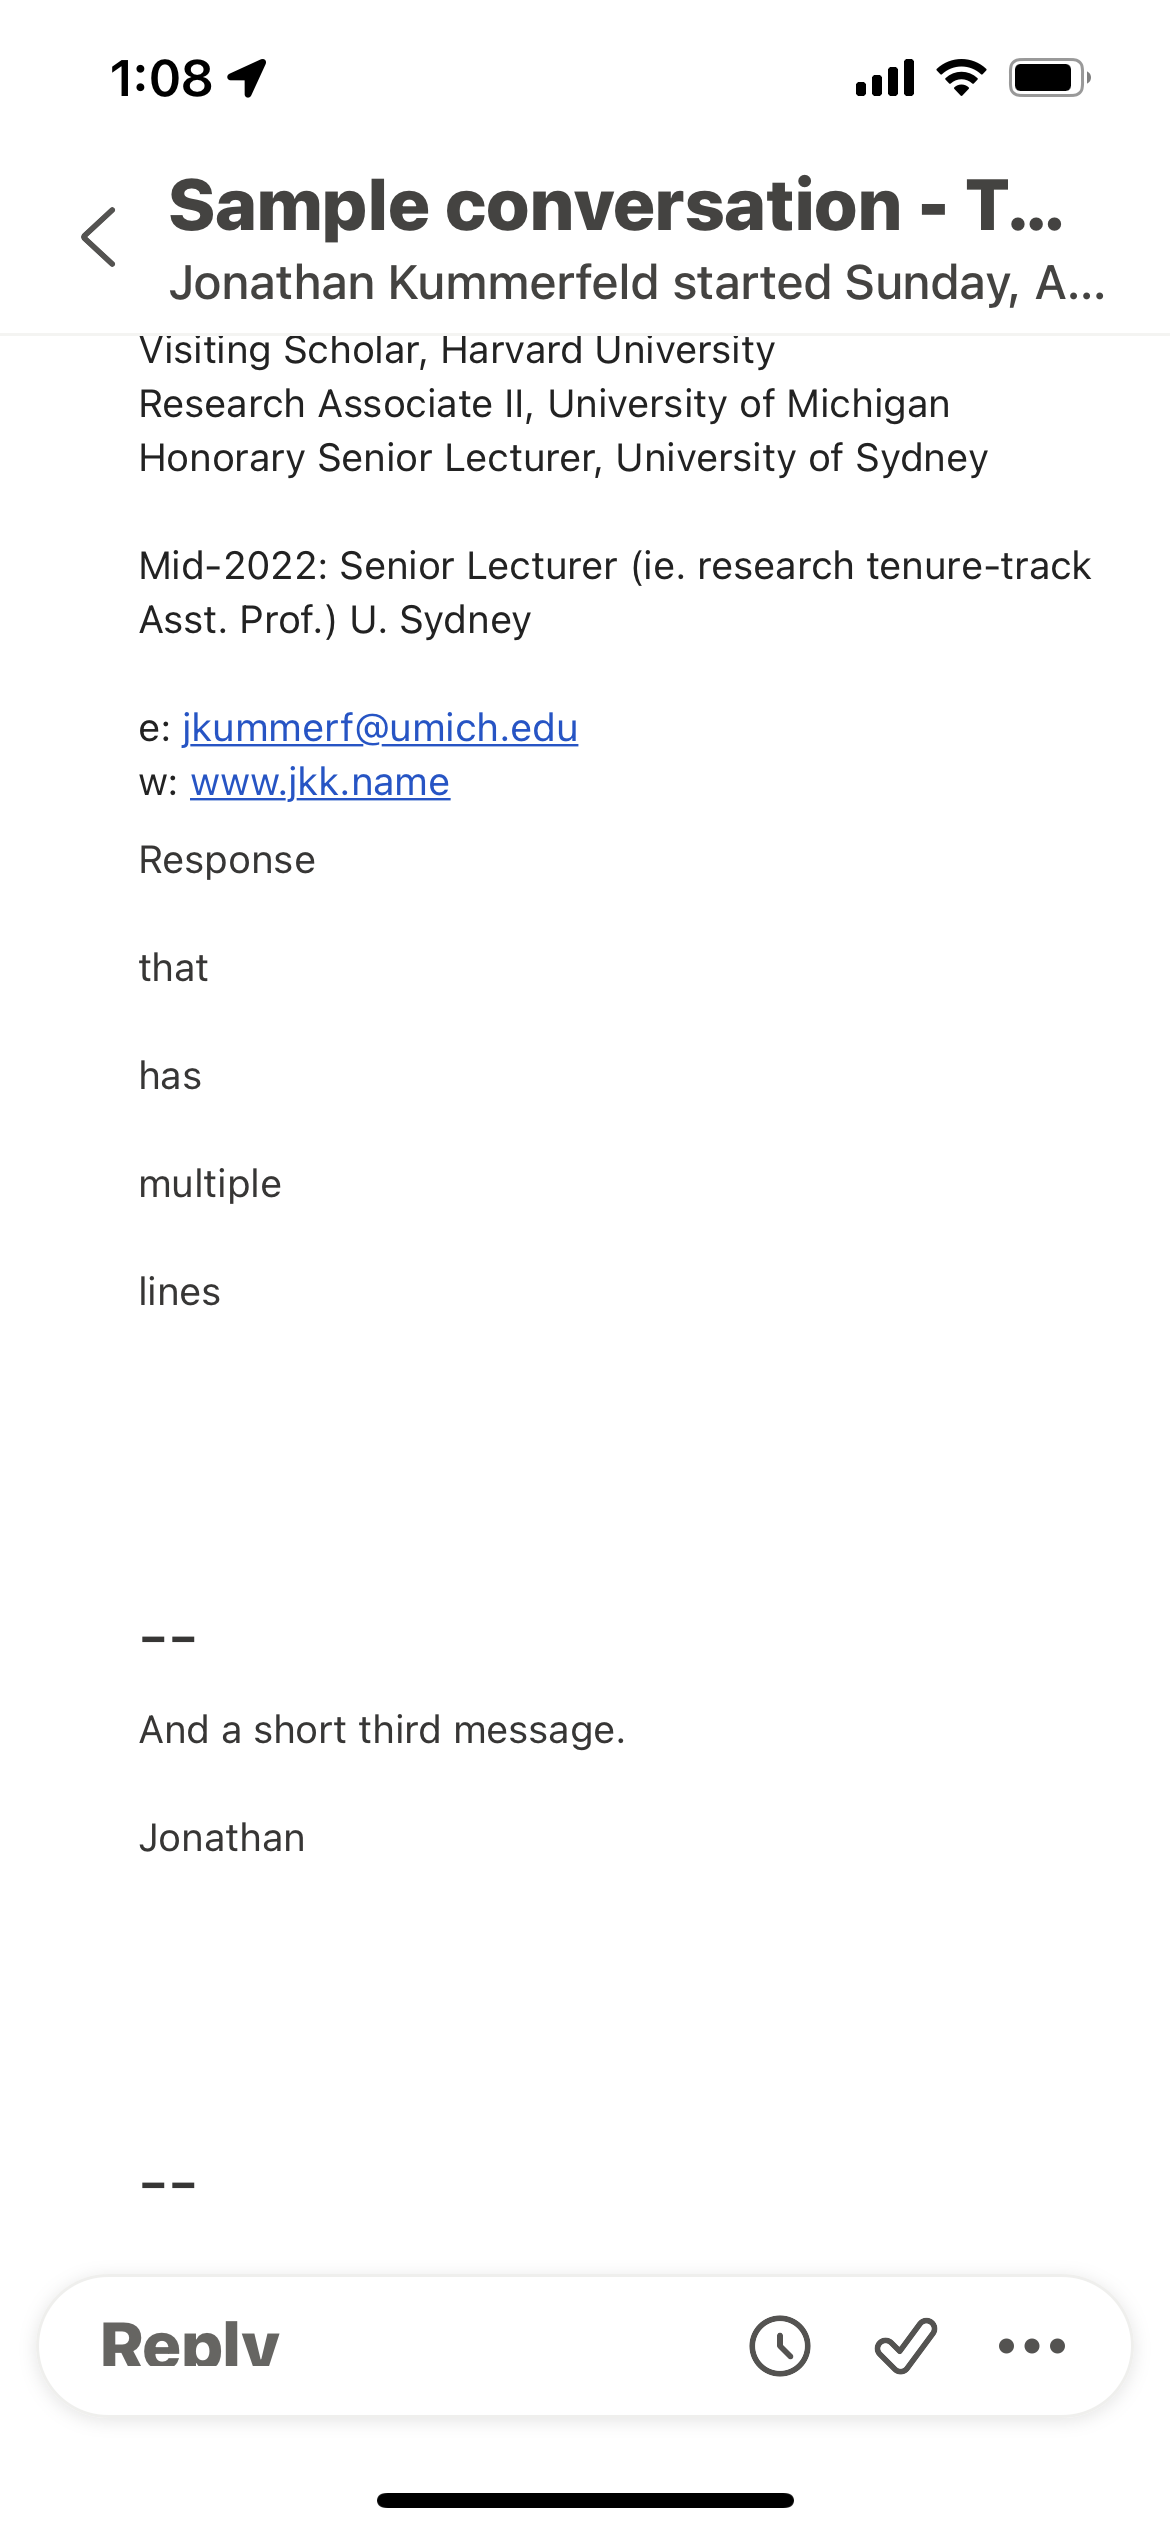 1:08
Sample conversation - T...
Jonathan Kummerfeld started Sunday, A...
Visiting Scholar, Harvard University
Research Associate II, University of Michigan
Honorary Senior Lecturer, University of Sydney
Mid-2022: Senior Lecturer (ie. research tenure-track
Asst. Prof.) U. Sydney
e: jkummerf@umich.edu
w: www.jkk.name
Response
that
has
multiple
lines
--
And a short third message.
Jonathan
--
Reply